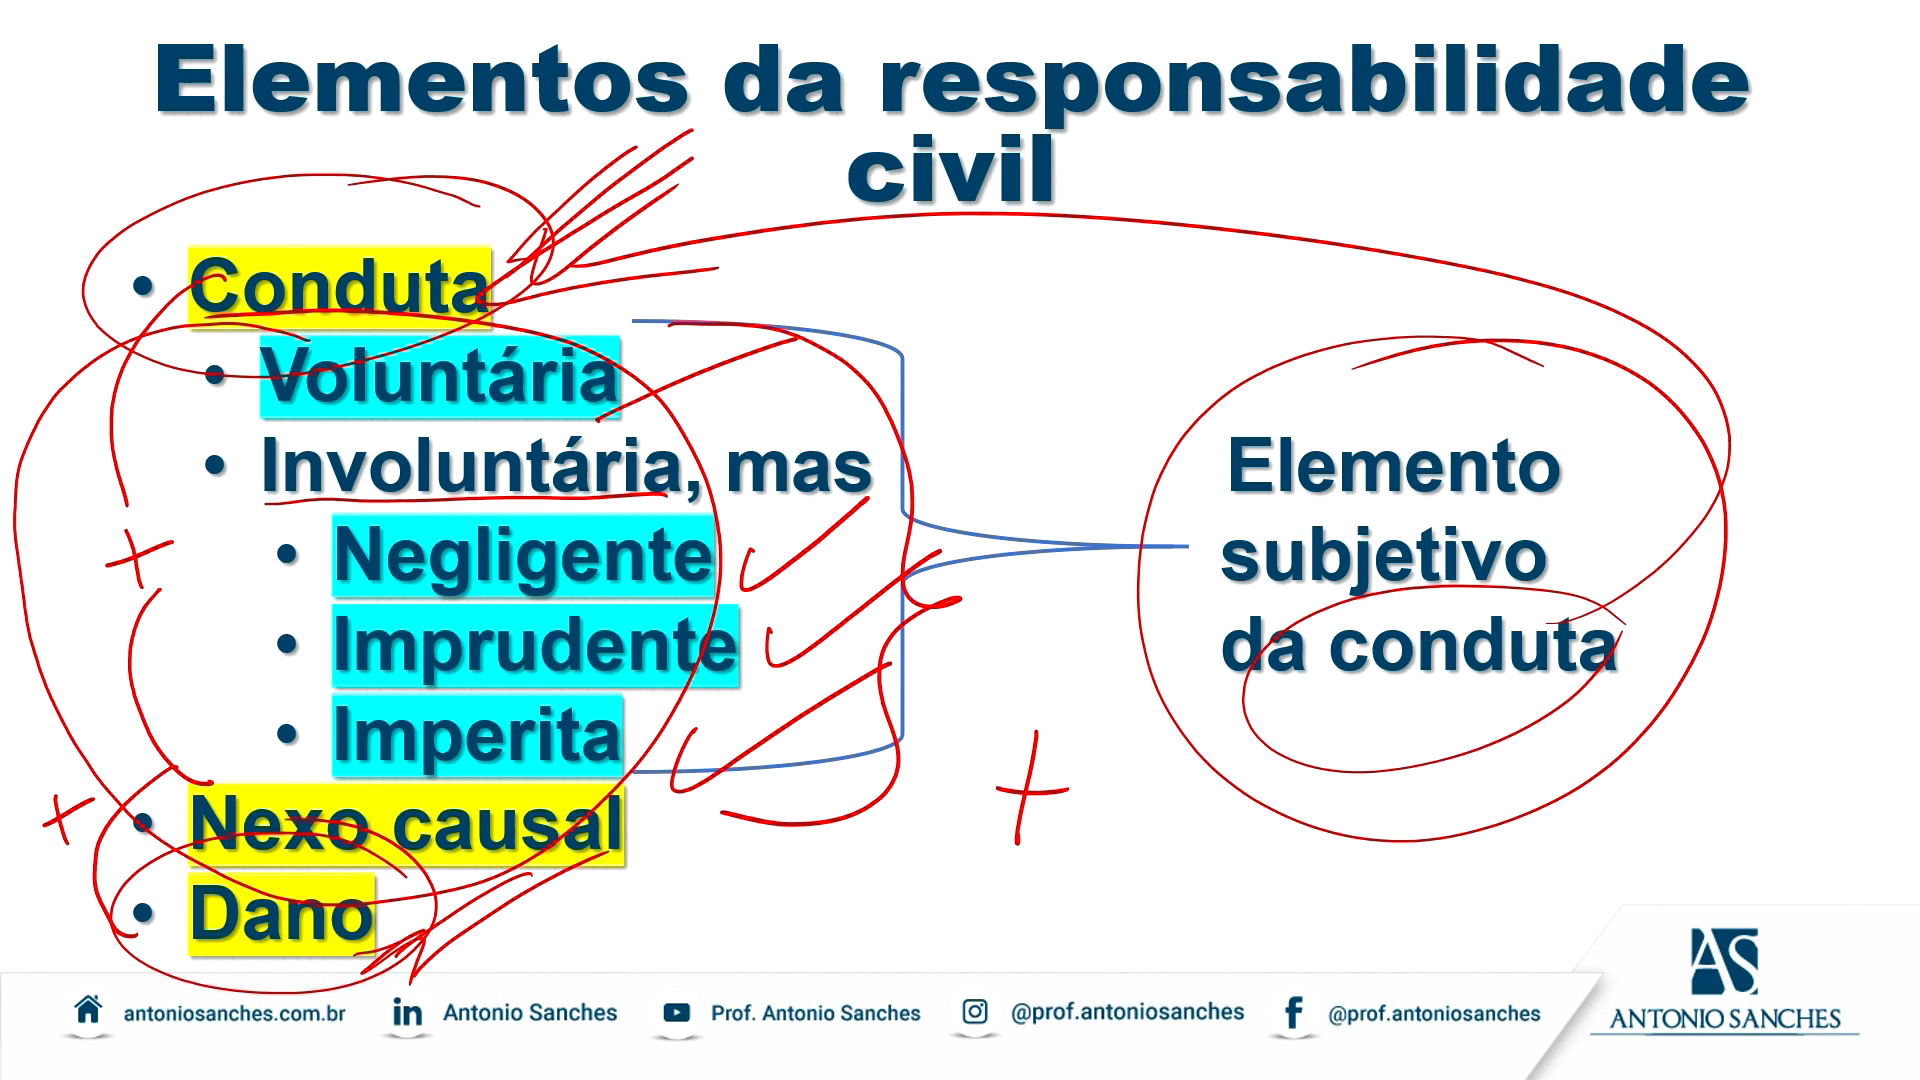 Elementos da responsabilidade
civil
• Conduta
• Voluntária
• Involuntária, mas
• Negligente
• Imprudente
• Imperita
• Nexo causal
• Dano
Elemento
subjetivo
da conduta
+
+
+
antoniosanches.com.br
in Antonio Sanches
Prof. Antonio Sanches
@prof.antoniosanches
f @prof.antoniosanches
AS
ANTONIO SANCHES